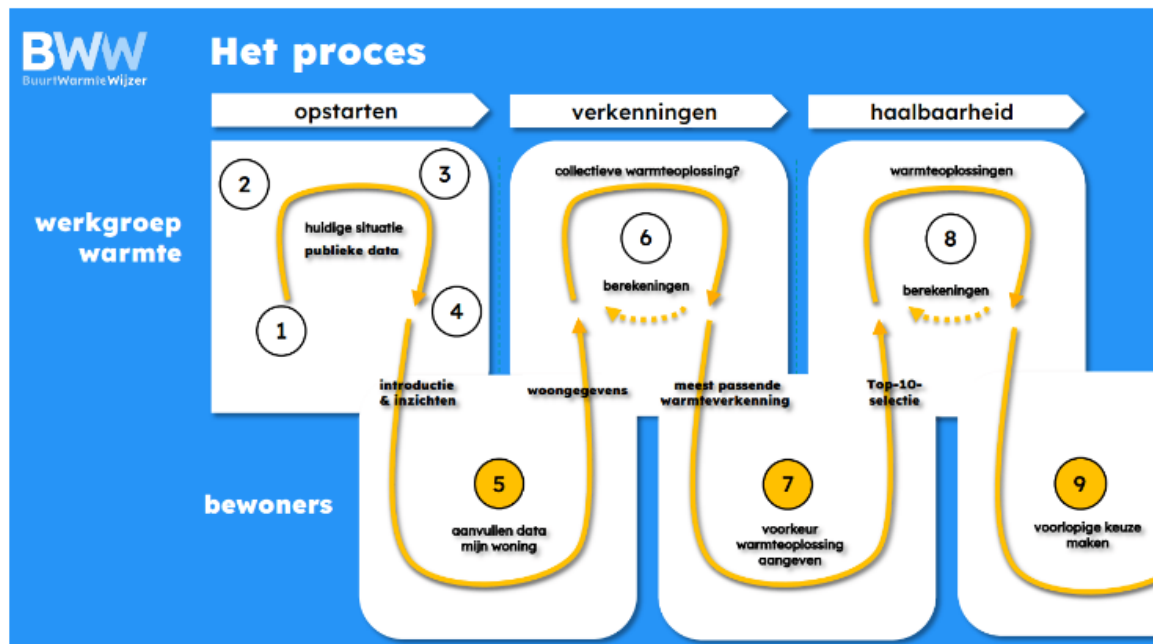 BWW
BuurtWarmteWijzer
Het proces
opstarten
verkenningen
haalbaarheid
werkgroep
warmte
2
3
huidige situatie
publieke data
1
4
collectieve warmteoplossing?
6
berekeningen
warmteoplossingen
8
berekeningen
introductie
& inzichten
woongegevens
meest passende
warmteverkenning
Top-10-
selectie
bewoners
5
aanvullen data
mijn woning
7
voorkeur
warmteoplossing
aangeven
9
voorlopige keuze
maken